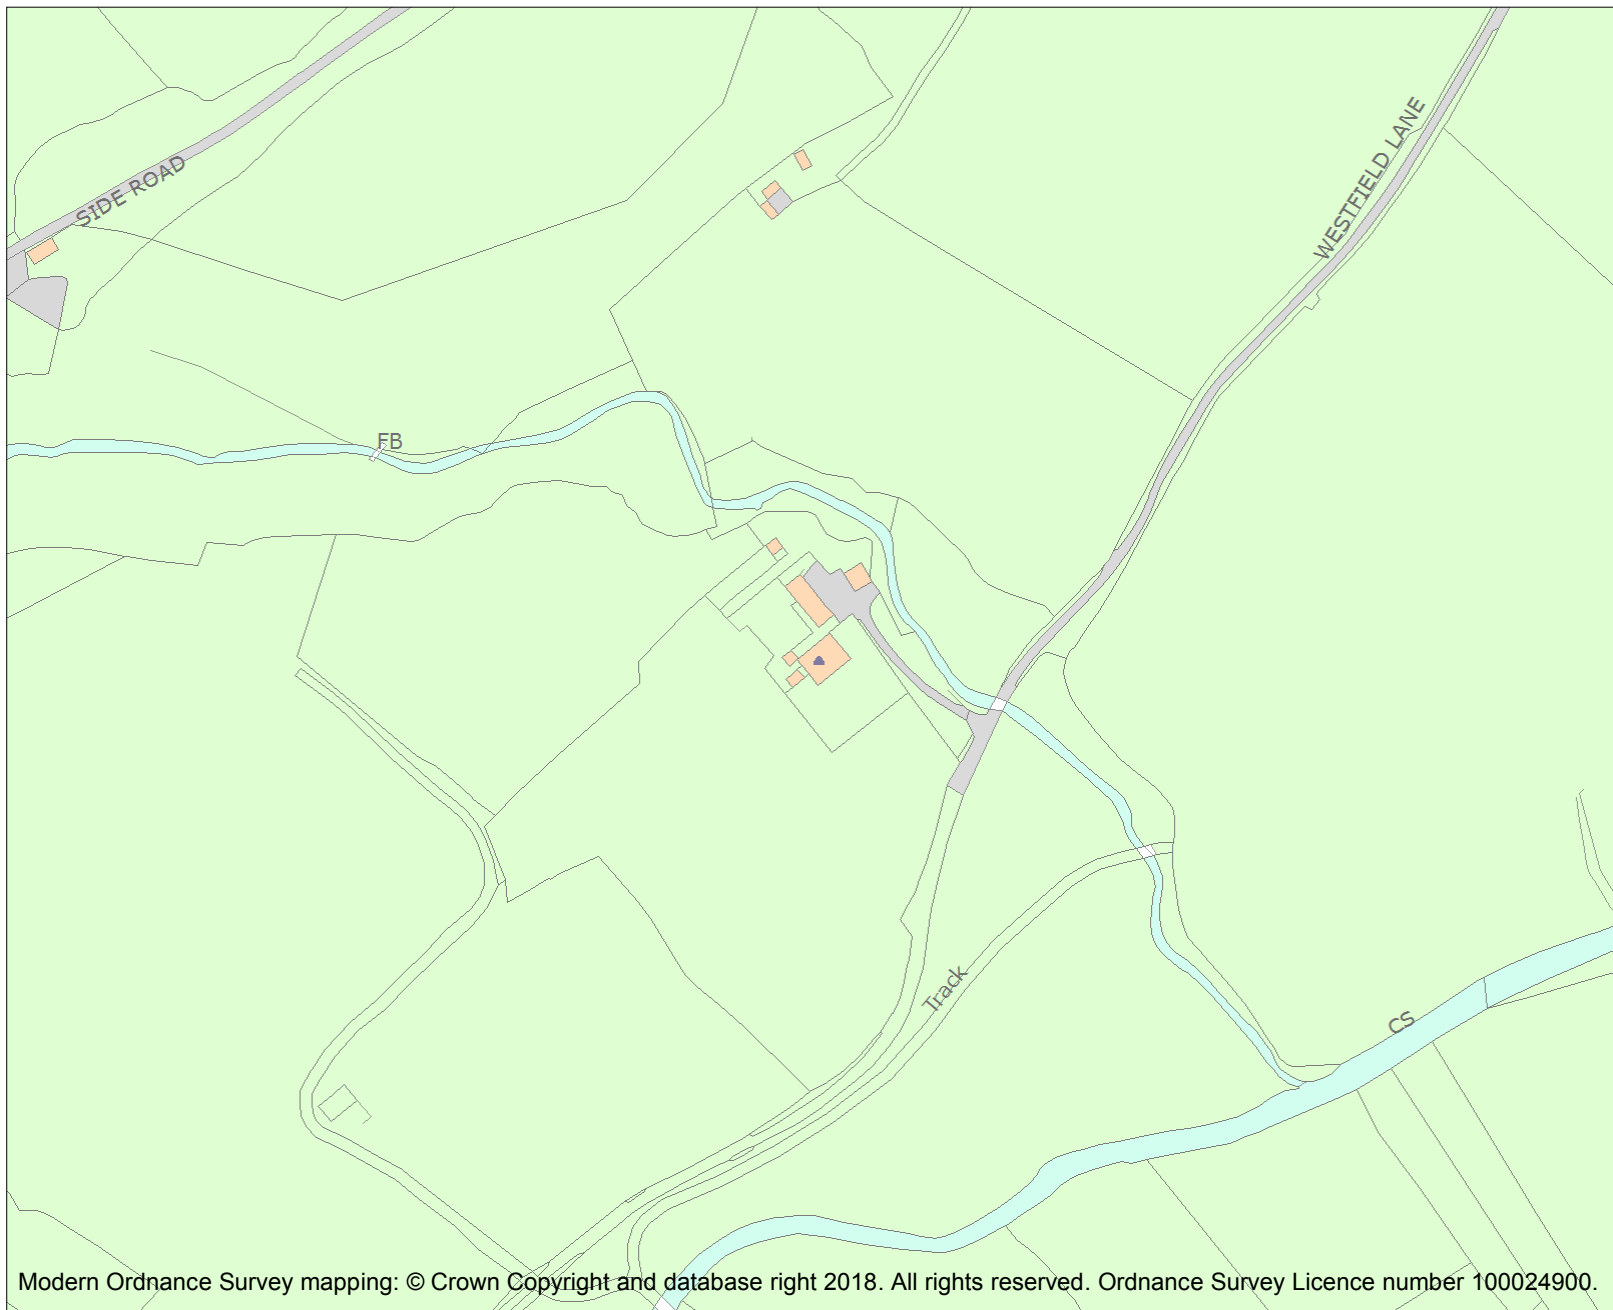 SIDE ROAD
WESTFIELD LANE
FB
Track
CS
Modern Ordnance Survey mapping: © Crown Copyright and database right 2018. All rights reserved. Ordnance Survey Licence number 100024900.